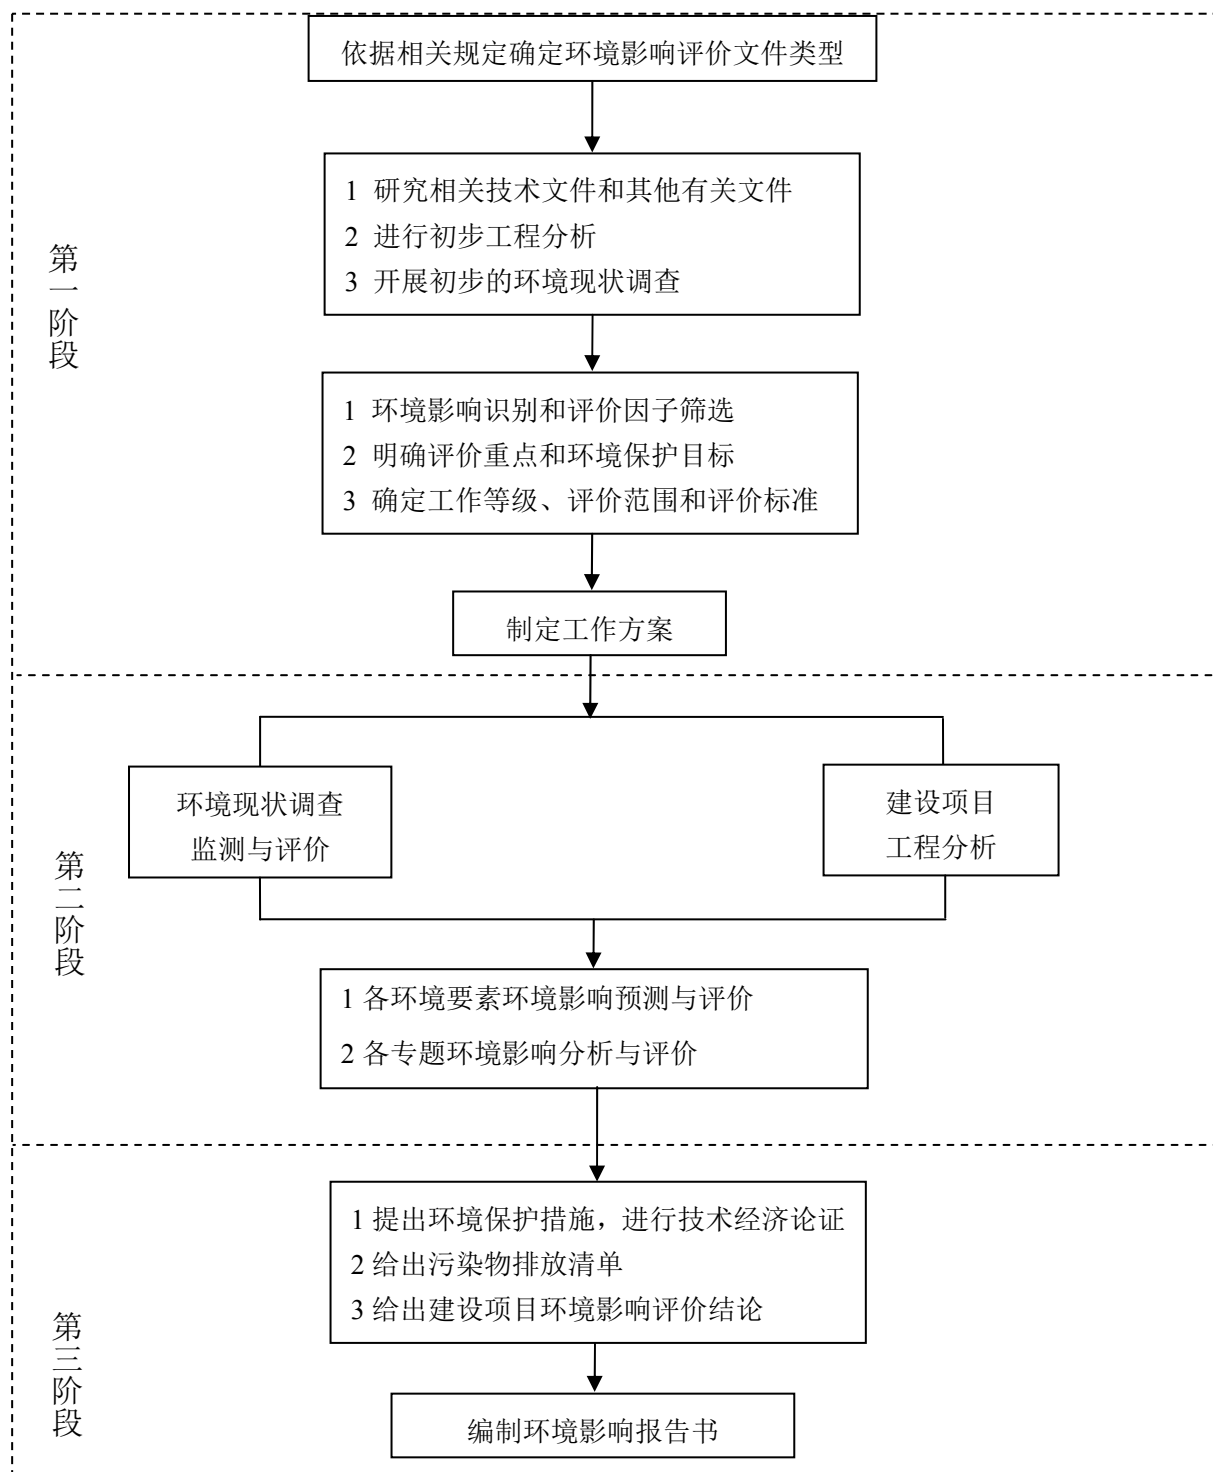 依据相关规定确定环境影响评价文件类型
1 研究相关技术文件和其他有关文件
2 进行初步工程分析
3 开展初步的环境现状调查
第一阶段
1 环境影响识别和评价因子筛选
2 明确评价重点和环境保护目标
3 确定工作等级、评价范围和评价标准
制定工作方案
环境现状调查
监测与评价
建设项目
工程分析
第二阶段
1 各环境要素环境影响预测与评价
2 各专题环境影响分析与评价
1 提出环境保护措施，进行技术经济论证
2 给出污染物排放清单
3 给出建设项目环境影响评价结论
第三阶段
编制环境影响报告书